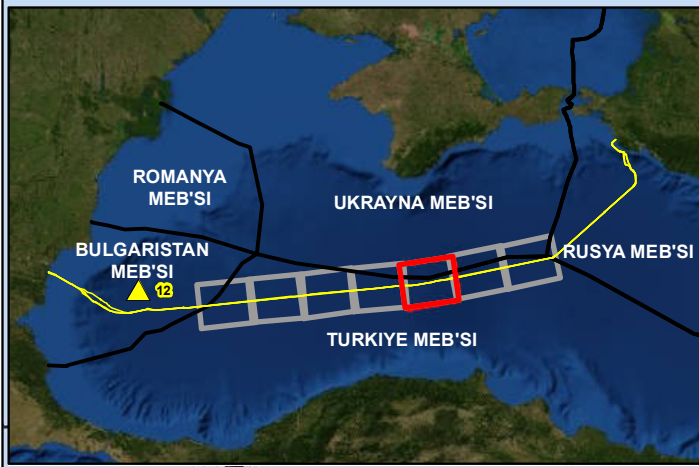 ROMANYA
MEB'SI
UKRAYNA MEB'SI
BULGARISTAN
MEB'SI
RUSYA MEB'SI
12
TURKIYE MEB'SI